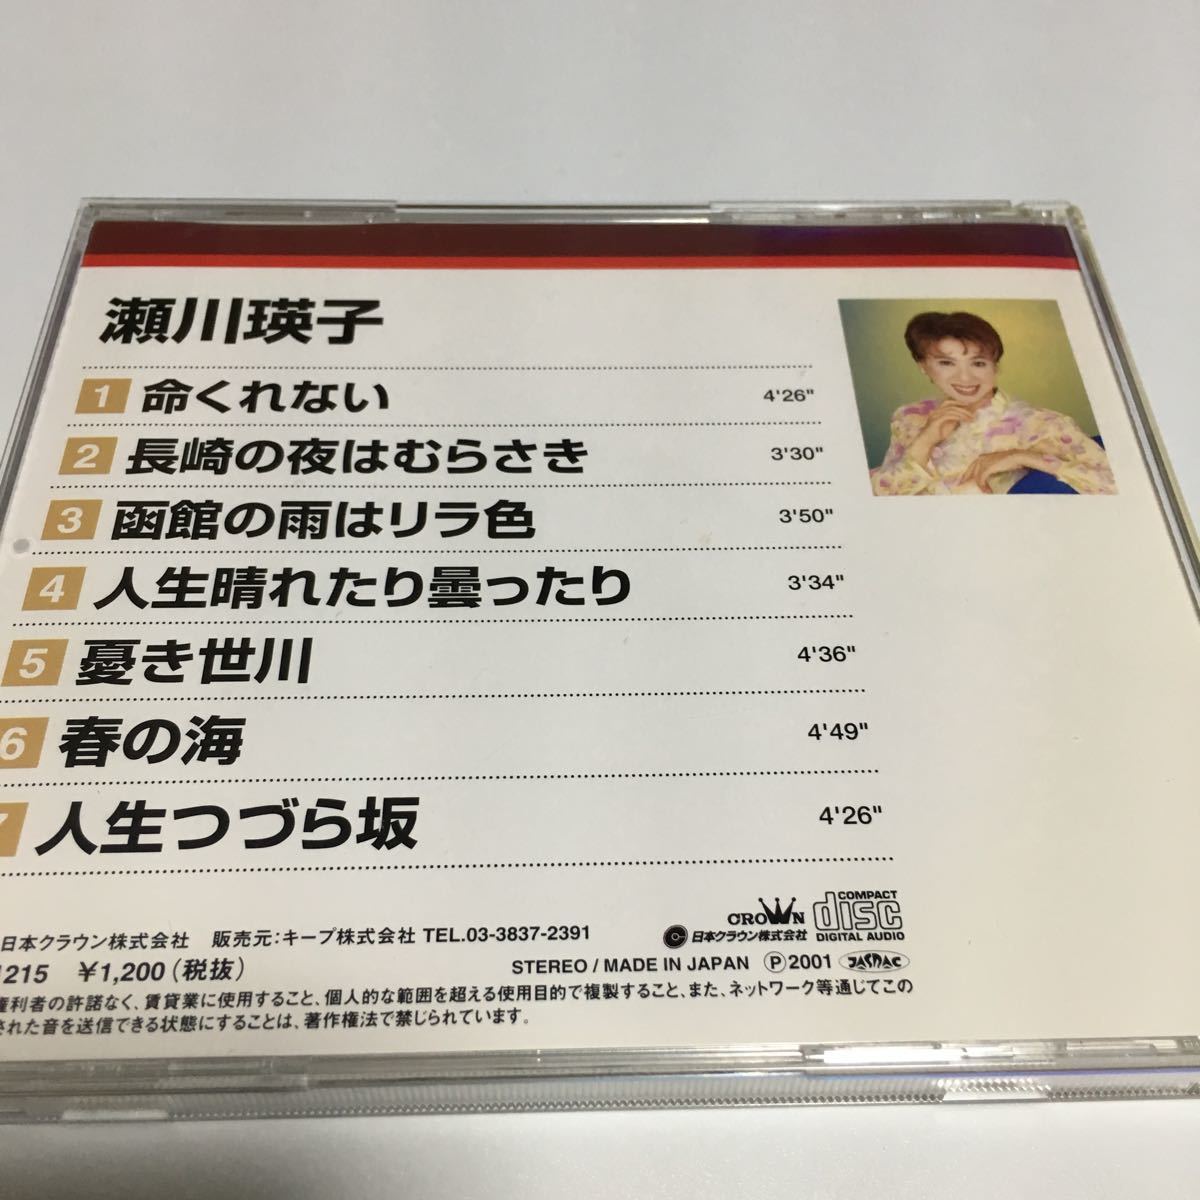 瀬川瑛子
1 命くれない 4'26"
2 長崎の夜はむらさき 3'30"
3 函館の雨はリラ色 3'50"
4 人生晴れたり曇ったり 3'34"
5 憂き世川 4'36"
6 春の海 4'49"
7 人生つづら坂 4'26"
CROWN
日本クラウン株式会社
COMPACT
disc
DIGITAL AUDIO
日本クラウン株式会社 販売元:キープ株式会社 TEL.03-3837-2391
1215 ¥1,200(税抜)
STEREO / MADE IN JAPAN Ⓟ2001 JASRAC
権利者の許諾なく、賃貸業に使用すること、個人的な範囲を超える使用目的で複製すること、また、ネットワーク等通じてこの
された音を送信できる状態にすることは、著作権法で禁じられています。